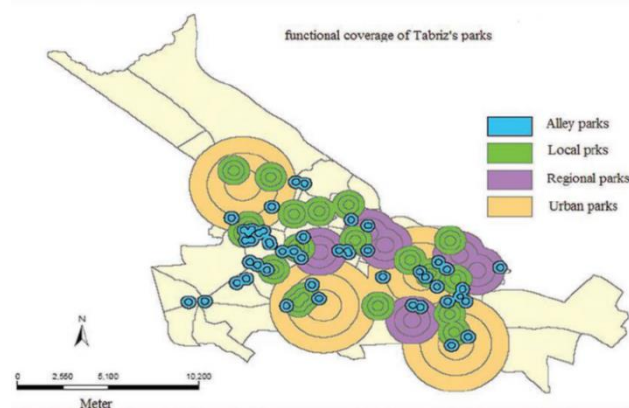 functional coverage of Tabriz's parks
Alley parks
Local prks
Regional parks
Urban parks
N
0 2,550 5,100 10,200
Meter